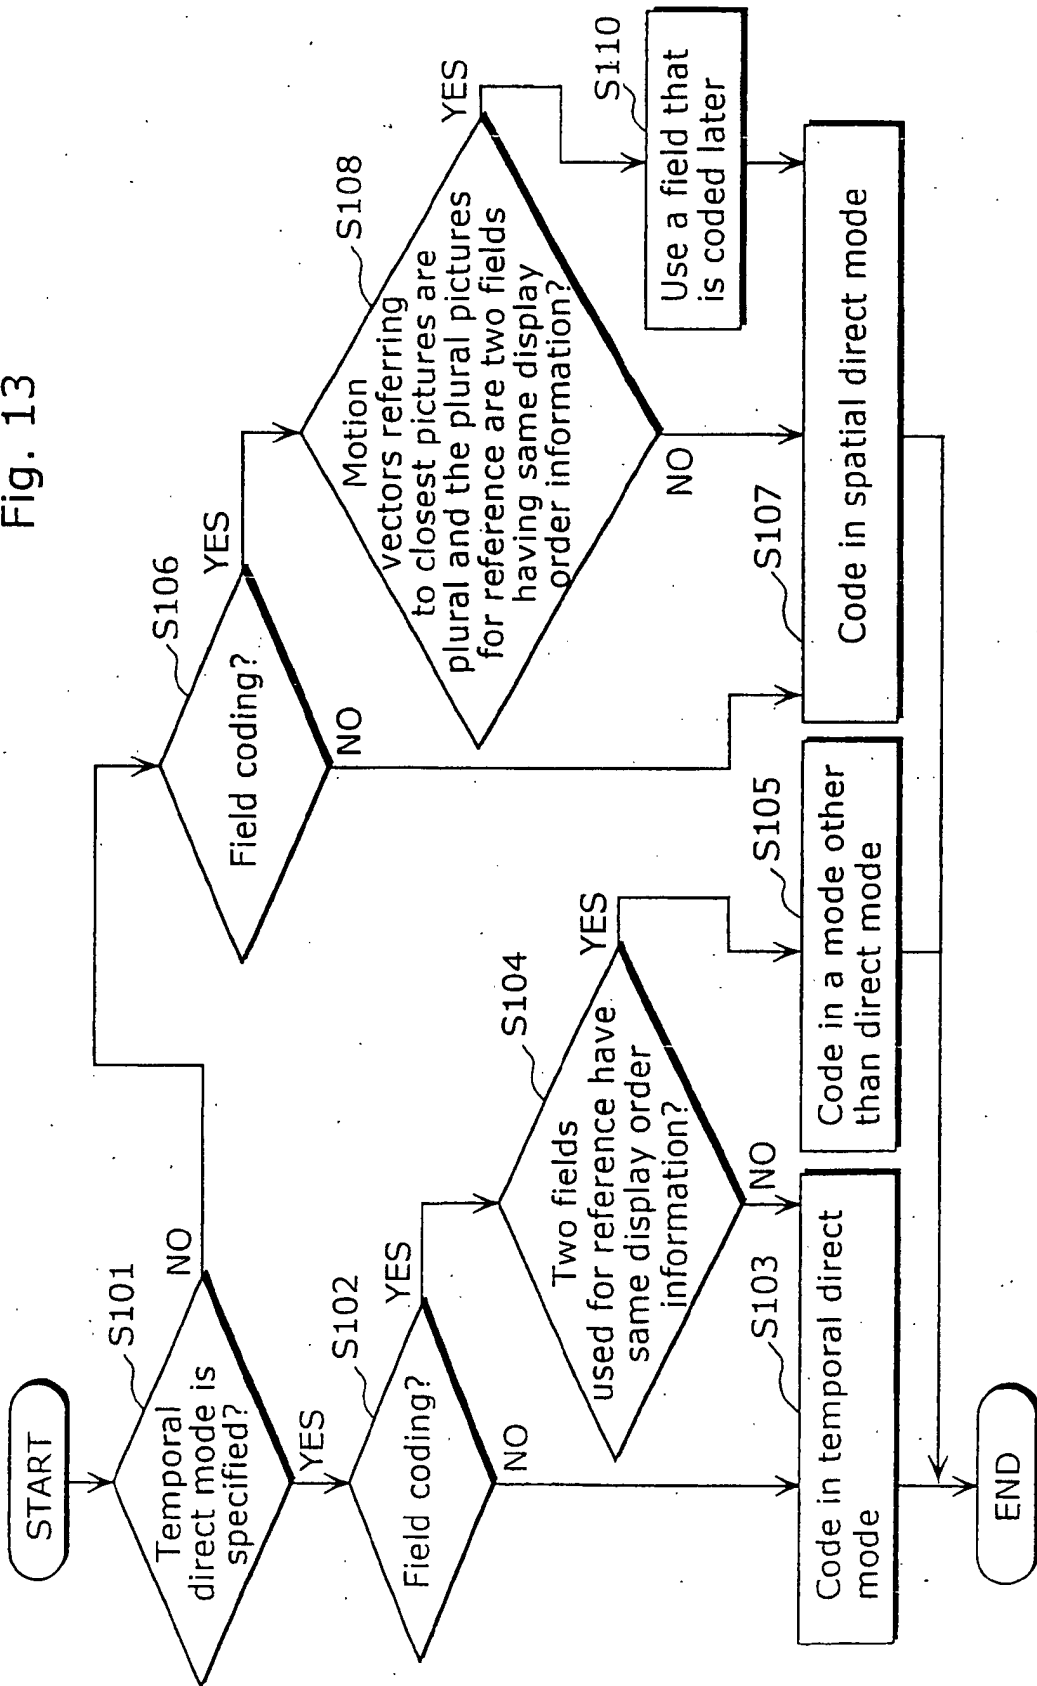 Fig. 13
START
S101
Temporal
direct mode is
specified?
NO
YES
S102
Field coding?
YES
NO
S104
Two fields
used for reference have
same display order
information?
YES
NO
S103
Code in temporal direct
mode
S105
Code in a mode other
than direct mode
S106
Field coding?
YES
NO
S108
Motion
vectors referring
to closest pictures are
plural and the plural pictures
for reference are two fields
having same display
order information?
YES
NO
S110
Use a field that
is coded later
S107
Code in spatial direct mode
END